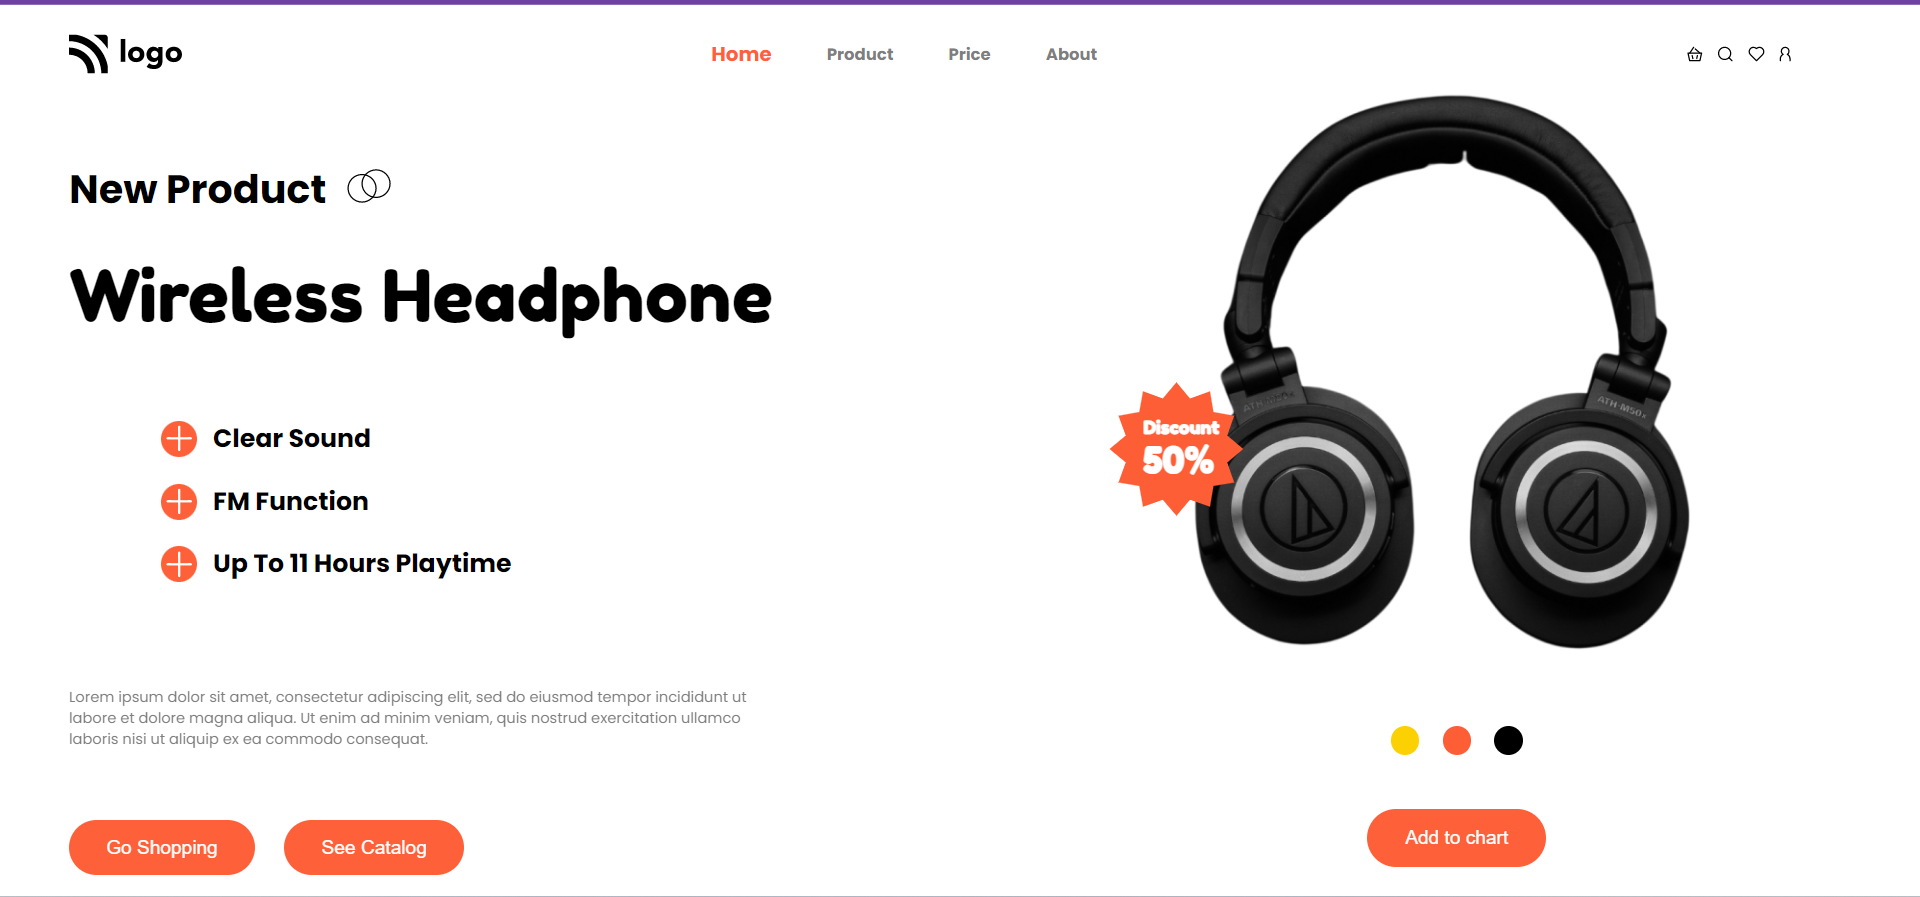 logo
Home Product Price About
New Product
Wireless Headphone
Clear Sound
FM Function
Up To 11 Hours Playtime
Discount
50%
ATH-M50x
ATH-M50x
Lorem ipsum dolor sit amet, consectetur adipiscing elit, sed do eiusmod tempor incididunt ut
labore et dolore magna aliqua. Ut enim ad minim veniam, quis nostrud exercitation ullamco
laboris nisi ut aliquip ex ea commodo consequat.
Go Shopping
See Catalog
Add to chart